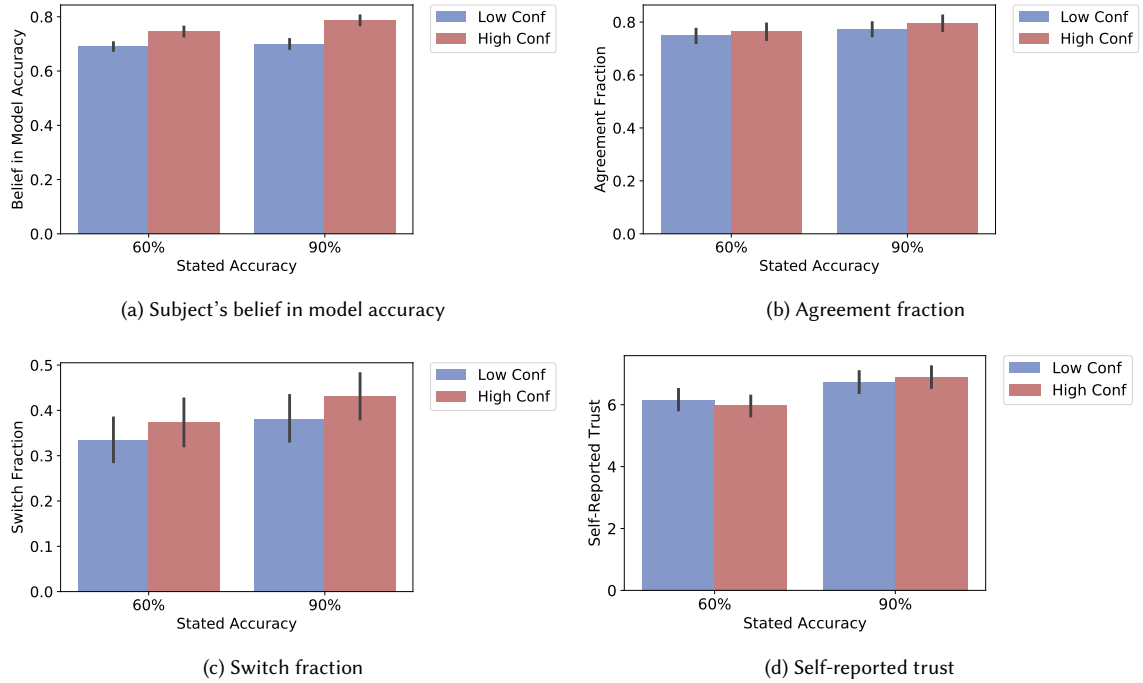 0.8
0.6
0.4
0.2
0.0
Belief in Model Accuracy
60%
90%
Stated Accuracy
Low Conf
High Conf
(a) Subject's belief in model accuracy
0.8
0.6
0.4
0.2
0.0
Agreement Fraction
60%
90%
Stated Accuracy
Low Conf
High Conf
(b) Agreement fraction
0.5
0.4
0.3
0.2
0.1
0.0
Switch Fraction
60%
90%
Stated Accuracy
Low Conf
High Conf
(c) Switch fraction
6
4
2
0
Self-Reported Trust
60%
90%
Stated Accuracy
Low Conf
High Conf
(d) Self-reported trust